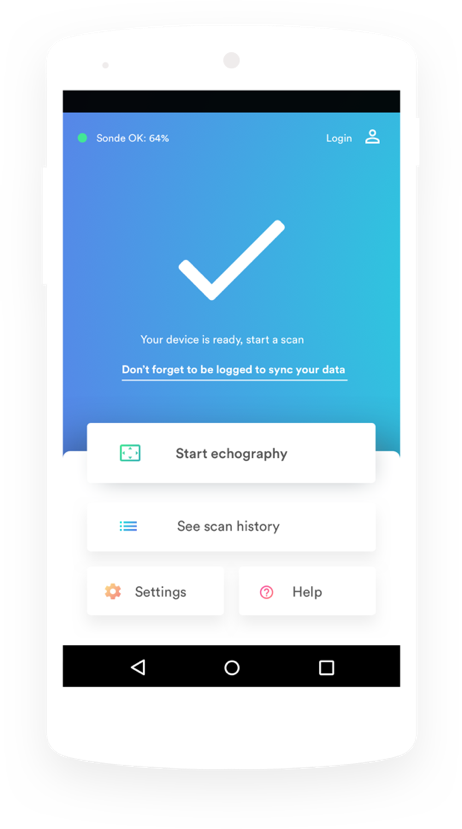 Sonde OK: 64%
Login
Your device is ready, start a scan
Don't forget to be logged to sync your data
Start echography
See scan history
Settings
Help